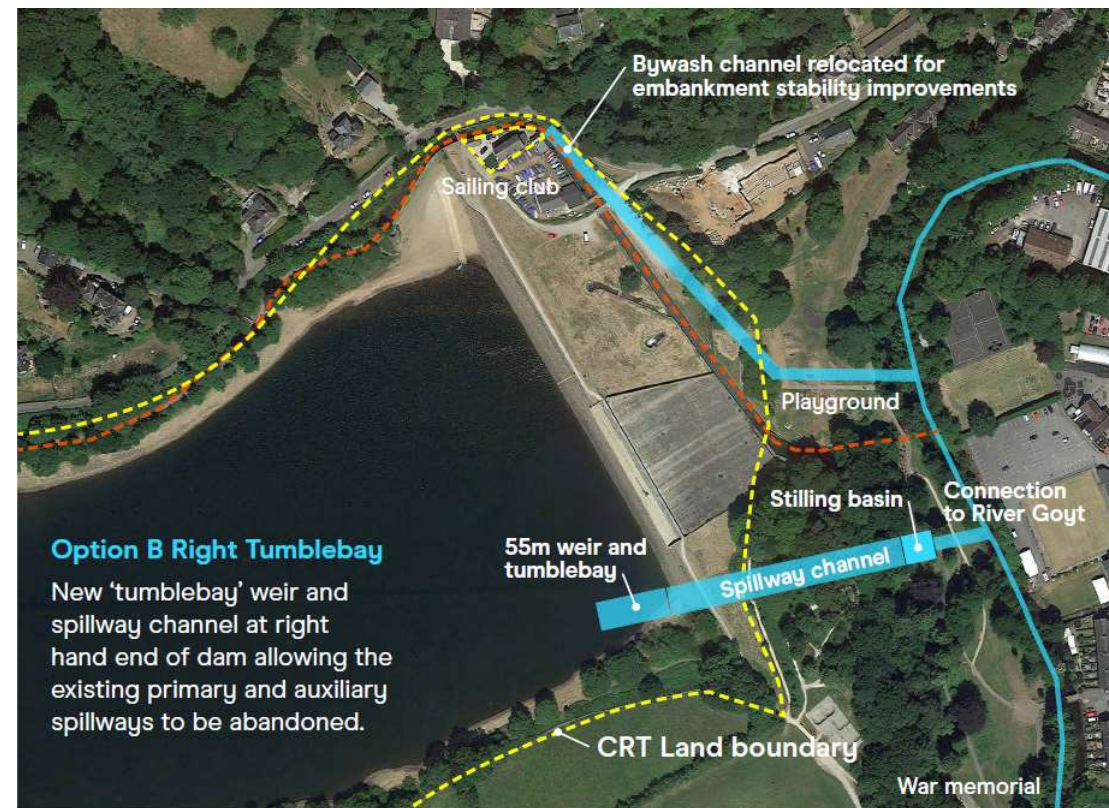 Bywash channel relocated for
embankment stability improvements
Sailing club
Playground
Stilling basin
Connection
to River Goyt
55m weir and
tumblebay
Spillway channel
Option B Right Tumblebay
New ‘tumblebay’ weir and
spillway channel at right
hand end of dam allowing the
existing primary and auxiliary
spillways to be abandoned.
CRT Land boundary
War memorial